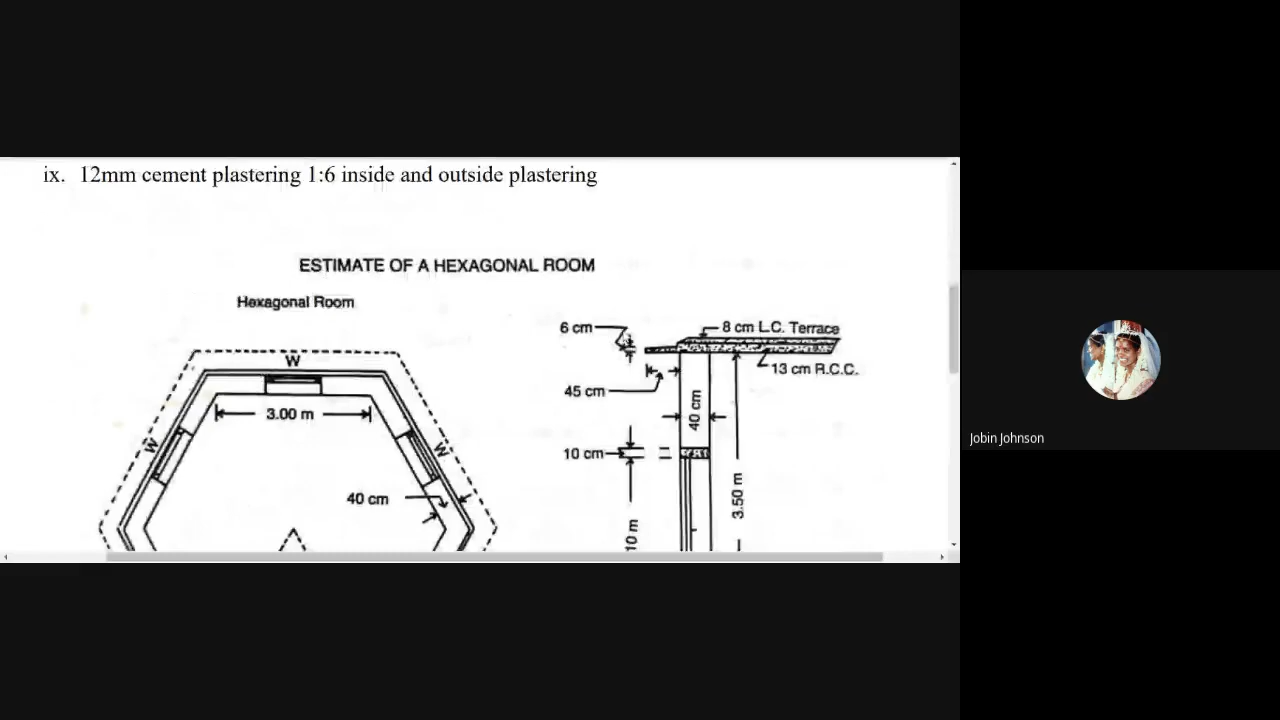 ix. 12mm cement plastering 1:6 inside and outside plastering
ESTIMATE OF A HEXAGONAL ROOM
Hexagonal Room
6 cm
8 cm L.C. Terrace
W
13 cm R.C.C.
45 cm
3.00 m
40 cm
W
W
10 cm
40 cm
3.50 m
10 m
Jobin Johnson